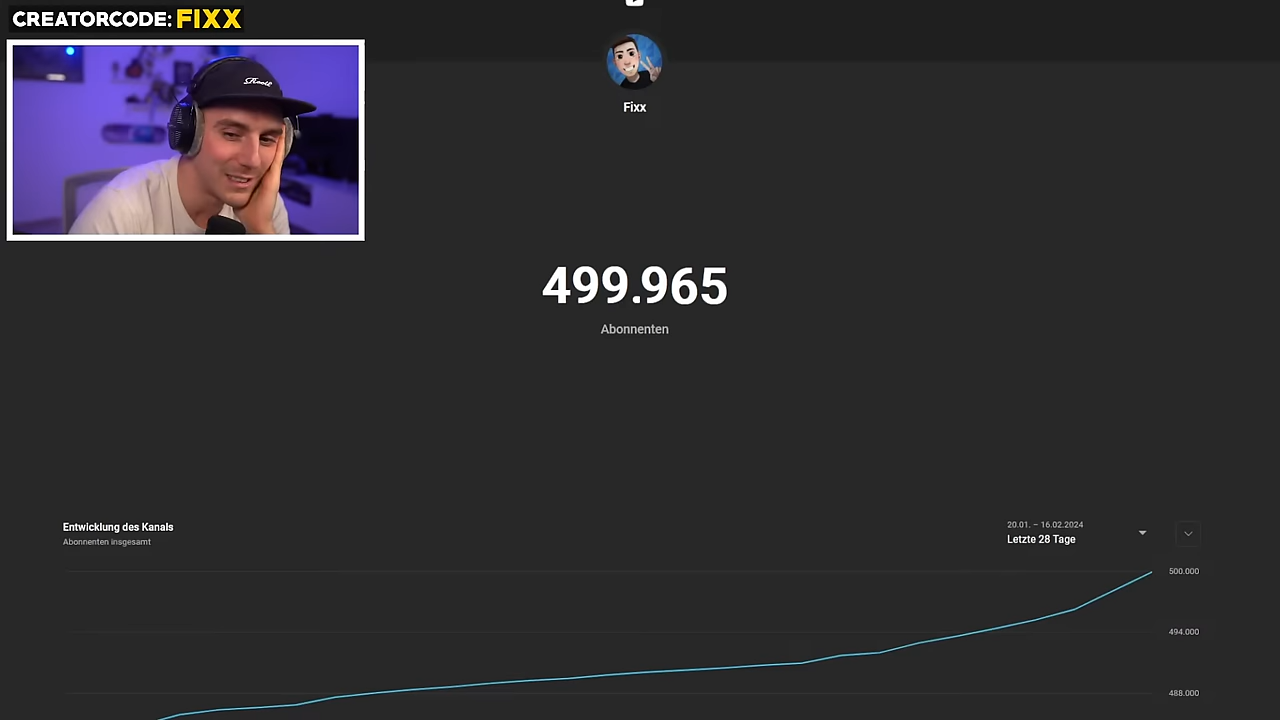 CREATORCODE: FIXX
Fixx
499.965
Abonnenten
Entwicklung des Kanals
Abonnenten insgesamt
20.01. – 16.02.2024
Letzte 28 Tage
500.000
494.000
488.000